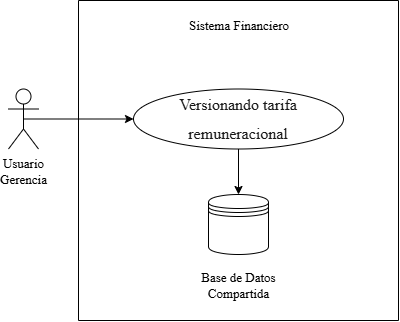 Sistema Financiero
Versionando tarifa
remuneracional
Usuario
Gerencia
Base de Datos
Compartida